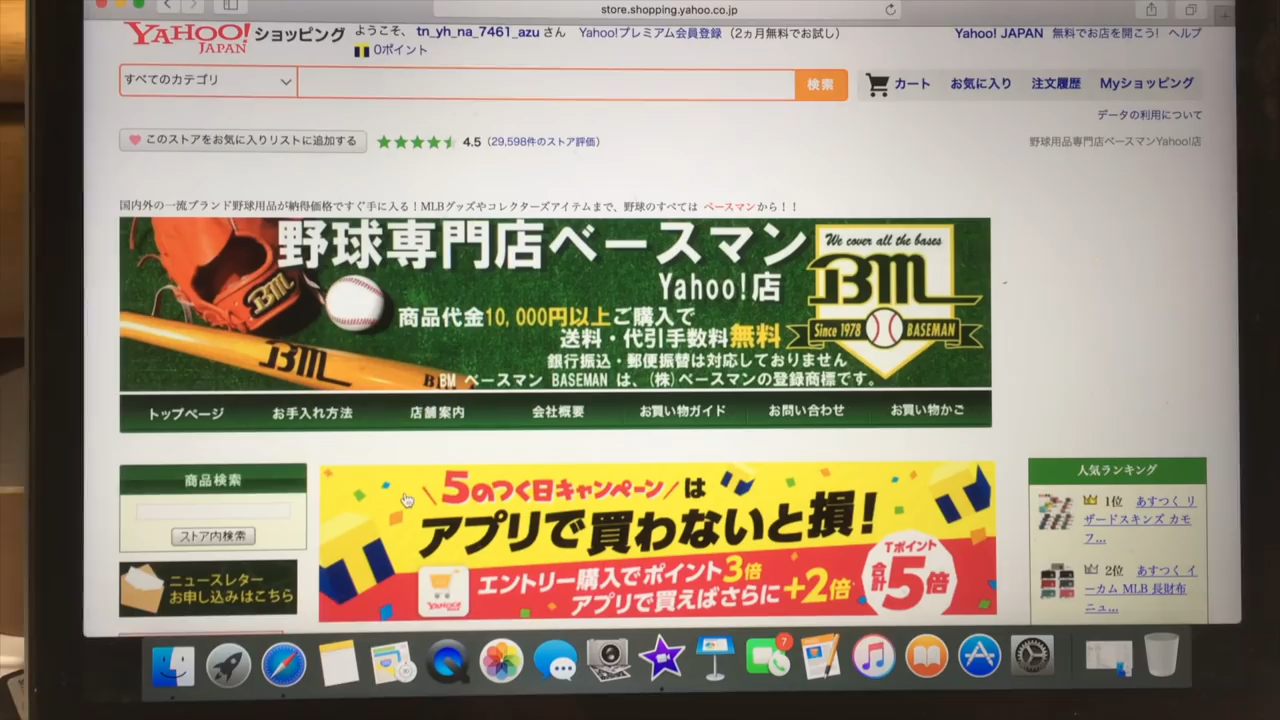 store.shopping.yahoo.co.jp
YAHOO! JAPAN ショッピング
ようこそ、 tn_yh_na_7461_azu さん Yahoo!プレミアム会員登録 (2ヵ月無料でお試し)
0ポイント
Yahoo! JAPAN 無料でお店を開こう! ヘルプ
すべてのカテゴリ
検索
カート お気に入り 注文履歴 Myショッピング
データの利用について
このストアをお気に入りリストに追加する
4.5 (29,598件のストア評価)
野球用品専門店ベースマンYahoo!店
国内外の一流ブランド野球用品が納得価格ですぐ手に入る!MLBグッズやコレクターズアイテムまで、野球のすべては ベースマンから!!
野球専門店ベースマン
Yahoo!店
商品代金10,000円以上ご購入で
送料・代引手数料無料
銀行振込・郵便振替は対応しておりません
BM ベースマン BASEMAN は、(株)ベースマンの登録商標です。
We cover all the bases
BM
Since 1978 BASEMAN
BM
BM
トップページ お手入れ方法 店舗案内 会社概要 お買い物ガイド お問い合わせ お買い物かご
商品検索
ストア内検索
ニュースレター
お申し込みはこちら
5のつく日キャンペーンは
アプリで買わないと損!
エントリー購入でポイント3倍
アプリで買えばさらに+2倍
Tポイント
合計5倍
YAHOO!
人気ランキング
1位 あすつく リ
ザードスキンズ カモ
フ...
2位 あすつく イ
ーカム MLB 長財布
ニュ...
7